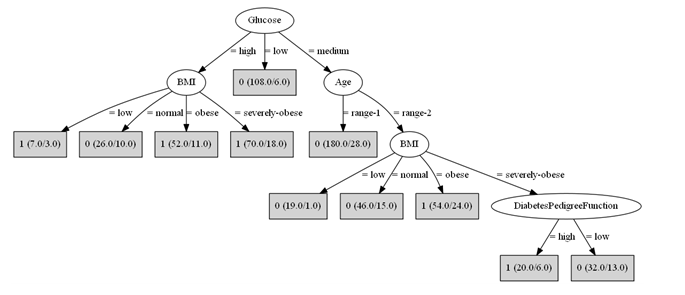 Glucose
= high = low = medium
BMI 0 (108.0/6.0) Age
= low = normal = obese = severely-obese = range-1 = range-2
1 (7.0/3.0) 0 (26.0/10.0) 1 (52.0/11.0) 1 (70.0/18.0) 0 (180.0/28.0) BMI
= low = normal = obese = severely-obese
0 (19.0/1.0) 0 (46.0/15.0) 1 (54.0/24.0) DiabetesPedigreeFunction
= high = low
1 (20.0/6.0) 0 (32.0/13.0)